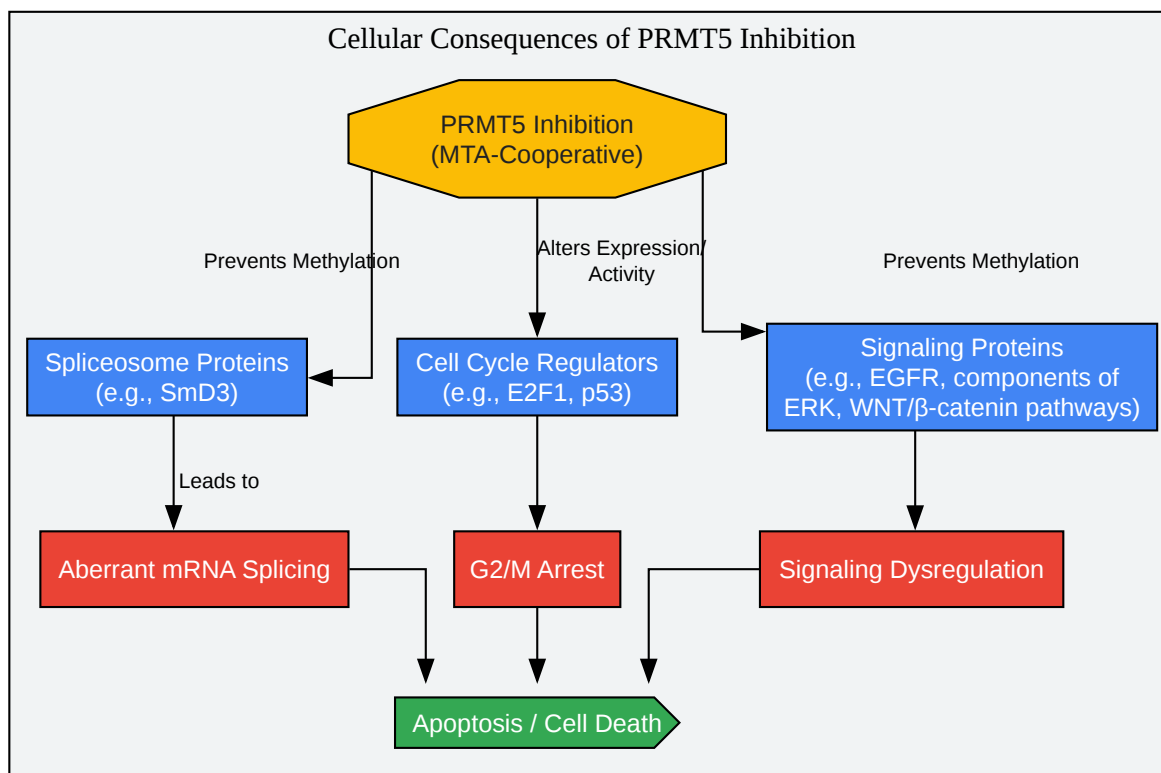 Cellular Consequences of PRMT5 Inhibition
PRMT5 Inhibition
(MTA-Cooperative)
Prevents Methylation
Alters Expression/
Activity
Prevents Methylation
Spliceosome Proteins
(e.g., SmD3)
Cell Cycle Regulators
(e.g., E2F1, p53)
Signaling Proteins
(e.g., EGFR, components of
ERK, WNT/β-catenin pathways)
Leads to
Aberrant mRNA Splicing
G2/M Arrest
Signaling Dysregulation
Apoptosis / Cell Death